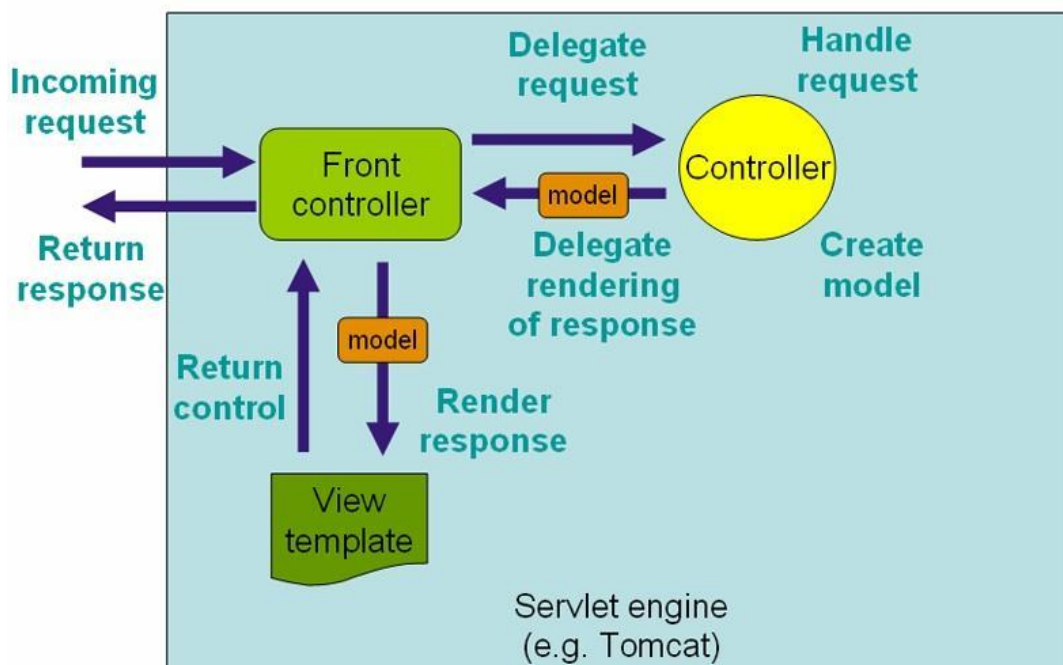 Incoming
request
Return
response
Front
controller
Delegate
request
Handle
request
Controller
model
Delegate
rendering
of response
Create
model
Return
control
model
Render
response
View
template
Servlet engine
(e.g. Tomcat)